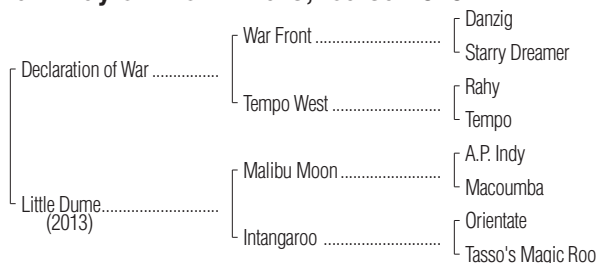 Declaration of War ................
War Front ..........................
Danzig
Starry Dreamer
Tempo West ........................
Rahy
Tempo
Little Dume.............................
(2013)
Malibu Moon ......................
A.P. Indy
Macoumba
Intangaroo ..........................
Orientate
Tasso's Magic Roo